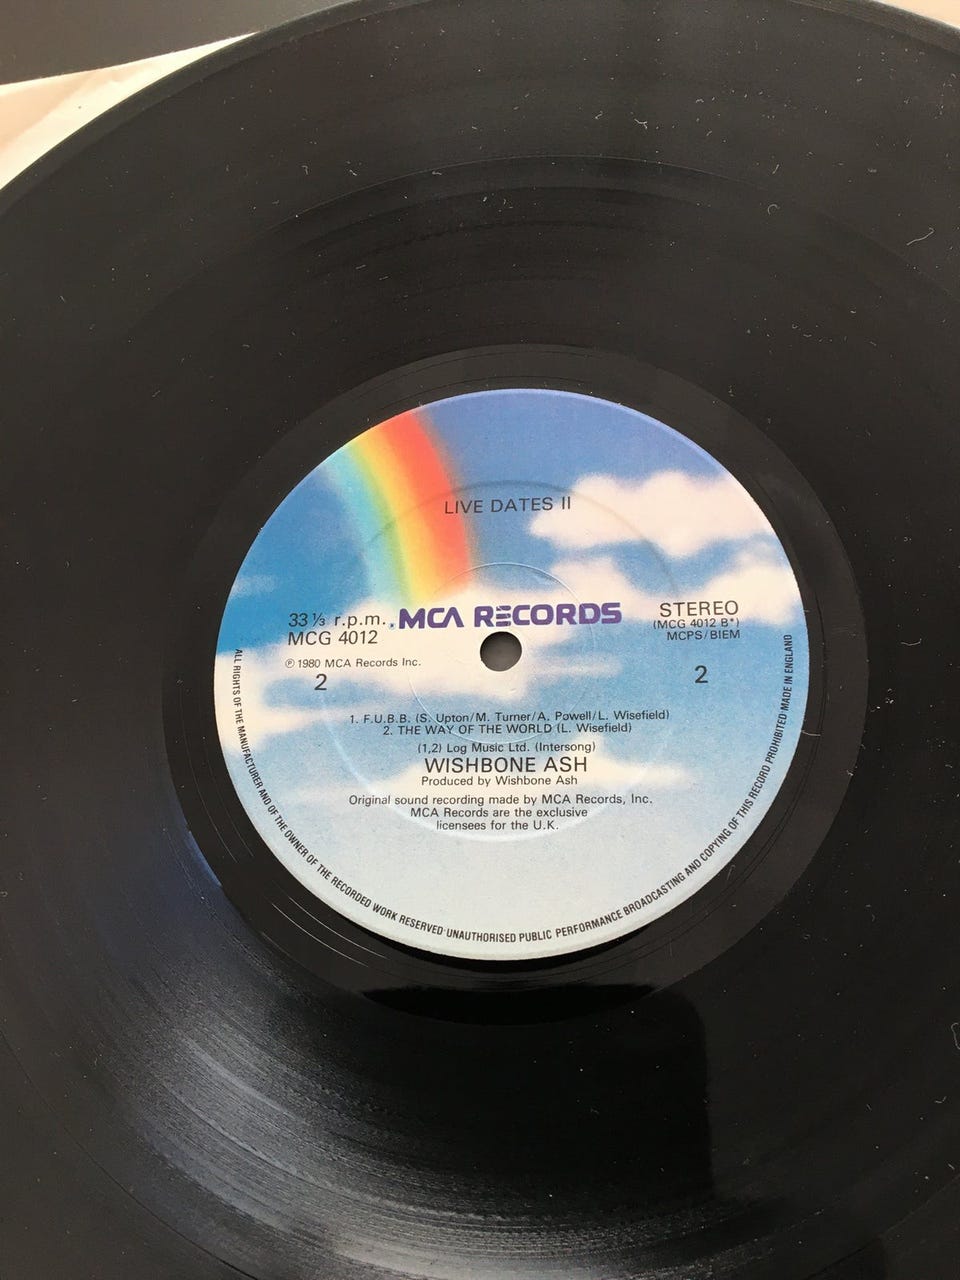 LIVE DATES II
33 ⅓ r.p.m.
MCG 4012
MCA RECORDS
STEREO
(MCG 4012 B*)
MCPS/BIEM
℗ 1980 MCA Records Inc.
2
2
1. F.U.B.B. (S. Upton/M. Turner/A. Powell/L. Wisefield)
2. THE WAY OF THE WORLD (L. Wisefield)
(1,2) Log Music Ltd. (Intersong)
WISHBONE ASH
Produced by Wishbone Ash
Original sound recording made by MCA Records, Inc.
MCA Records are the exclusive
licensees for the U.K.
ALL RIGHTS OF THE MANUFACTURER AND OF THE OWNER OF THE RECORDED WORK RESERVED·UNAUTHORISED PUBLIC PERFORMANCE BROADCASTING AND COPYING OF THIS RECORD PROHIBITED·MADE IN ENGLAND